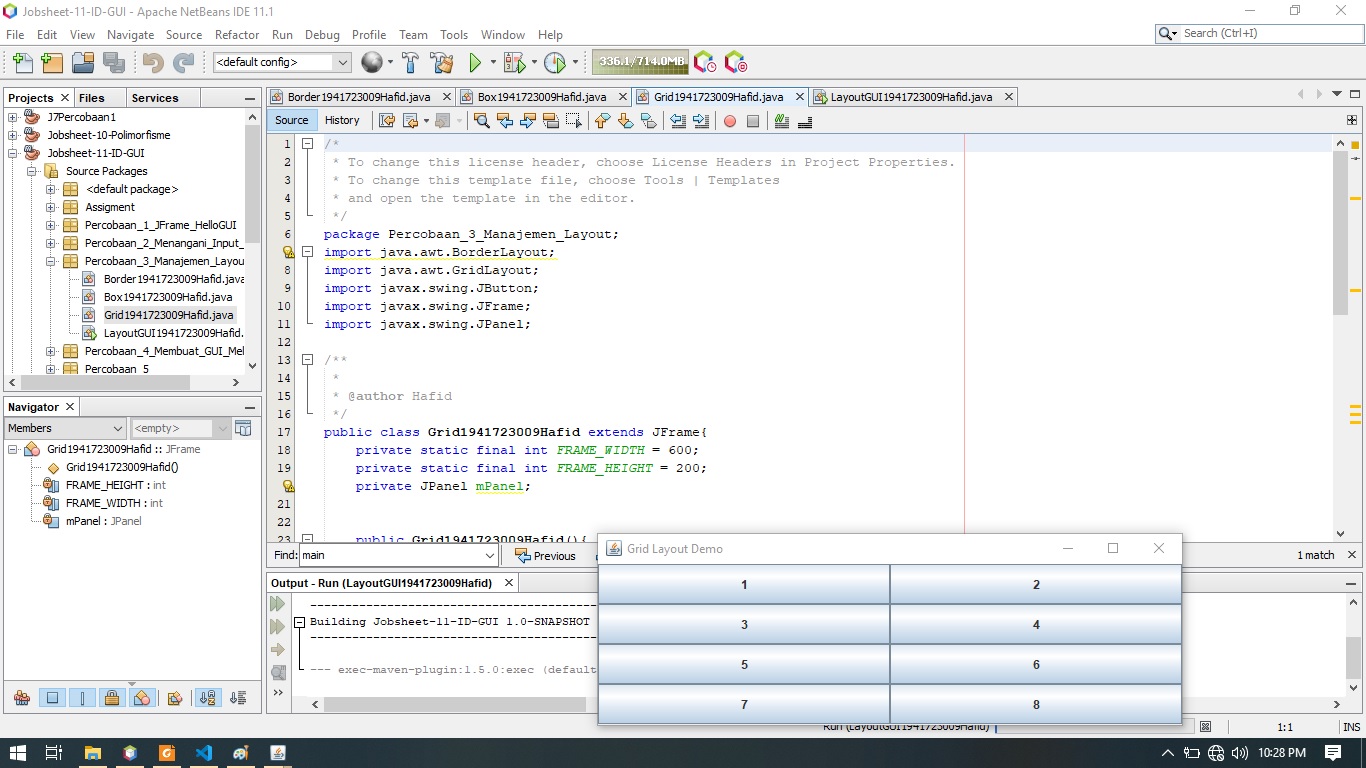 Jobsheet-11-ID-GUI - Apache NetBeans IDE 11.1
File Edit View Navigate Source Refactor Run Debug Profile Team Tools Window Help
Search (Ctrl+I)
<default config>
336.1/714.0MB
Projects Files Services
J7Percobaan1
Jobsheet-10-Polimorfisme
Jobsheet-11-ID-GUI
Source Packages
<default package>
Assigment
Percobaan_1_JFrame_HelloGUI
Percobaan_2_Menangani_Input_
Percobaan_3_Manajemen_Layou
Border1941723009Hafid.java
Box1941723009Hafid.java
Grid1941723009Hafid.java
LayoutGUI1941723009Hafid.
Percobaan_4_Membuat_GUI_Mel
Percobaan_5
Navigator
Members
<empty>
Grid1941723009Hafid :: JFrame
Grid1941723009Hafid()
FRAME_HEIGHT : int
FRAME_WIDTH : int
mPanel : JPanel
Border1941723009Hafid.java Box1941723009Hafid.java Grid1941723009Hafid.java LayoutGUI1941723009Hafid.java
Source History
1 /*
2 * To change this license header, choose License Headers in Project Properties.
3 * To change this template file, choose Tools | Templates
4 * and open the template in the editor.
5 */
6 package Percobaan_3_Manajemen_Layout;
import java.awt.BorderLayout;
8 import java.awt.GridLayout;
9 import javax.swing.JButton;
10 import javax.swing.JFrame;
11 import javax.swing.JPanel;
12
13 /**
14 *
15 * @author Hafid
16 */
17 public class Grid1941723009Hafid extends JFrame{
18 private static final int FRAME_WIDTH = 600;
19 private static final int FRAME_HEIGHT = 200;
private JPanel mPanel;
21
22
23 public Grid1941723009Hafid(){
Find: main
Previous
1 match
Output - Run (LayoutGUI1941723009Hafid)
------------------------------------------
Building Jobsheet-11-ID-GUI 1.0-SNAPSHOT
------------------------------------------
--- exec-maven-plugin:1.5.0:exec (default
Grid Layout Demo
1 2
3 4
5 6
7 8
Run (LayoutGUI1941723009Hafid)
1:1 INS
10:28 PM